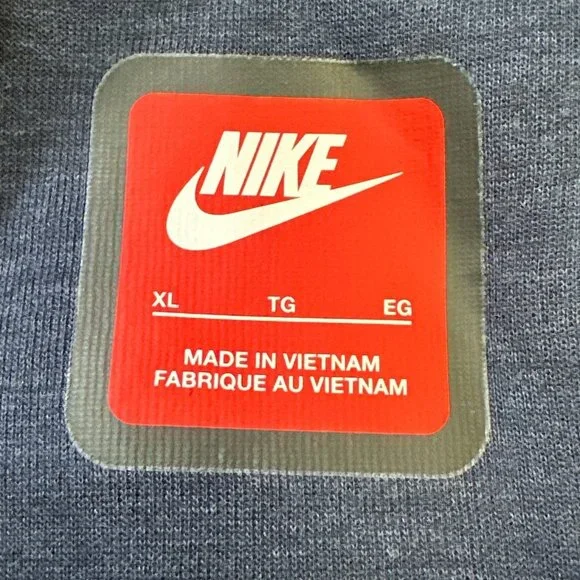 NIKE
XL TG EG
MADE IN VIETNAM
FABRIQUE AU VIETNAM